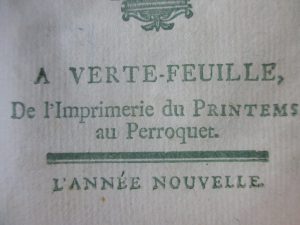 A VERTE-FEUILLE,
De l'Imprimerie du PRINTEMS
au Perroquet.
L'ANNÉE NOUVELLE.